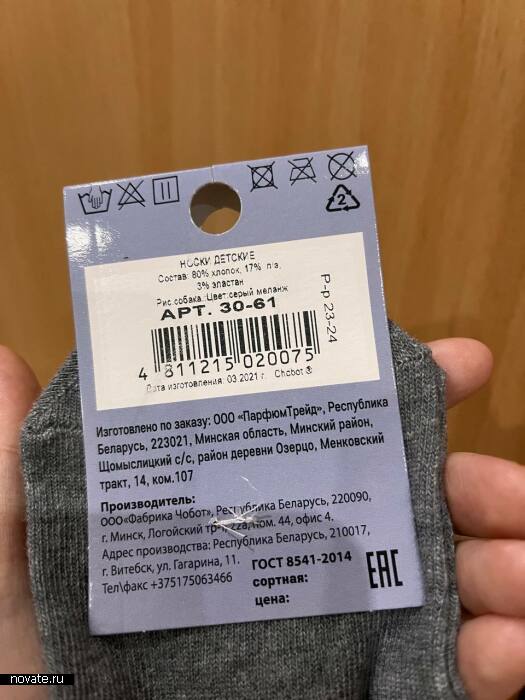 2
НОСКИ ДЕТСКИЕ
Состав: 80% хлопок, 17% п/э,
3% эластан
Рис.собака. Цвет:серый меланж
АРТ. 30-61
Р-р 23-24
4 811215 020075
Дата изготовления: 03.2021 г. Chobot ®
Изготовлено по заказу: ООО «ПарфюмТрейд», Республика
Беларусь, 223021, Минская область, Минский район,
Щомыслицкий с/с, район деревни Озерцо, Менковский
тракт, 14, ком.107
Производитель:
ООО«Фабрика Чобот», Республика Беларусь, 220090,
г. Минск, Логойский тр-т, 22а, пом. 44, офис 4.
Адрес производства: Республика Беларусь, 210017,
г. Витебск, ул. Гагарина, 11.
Тел\факс +375175063466
ГОСТ 8541-2014
сортная:
цена:
EAC
novate.ru